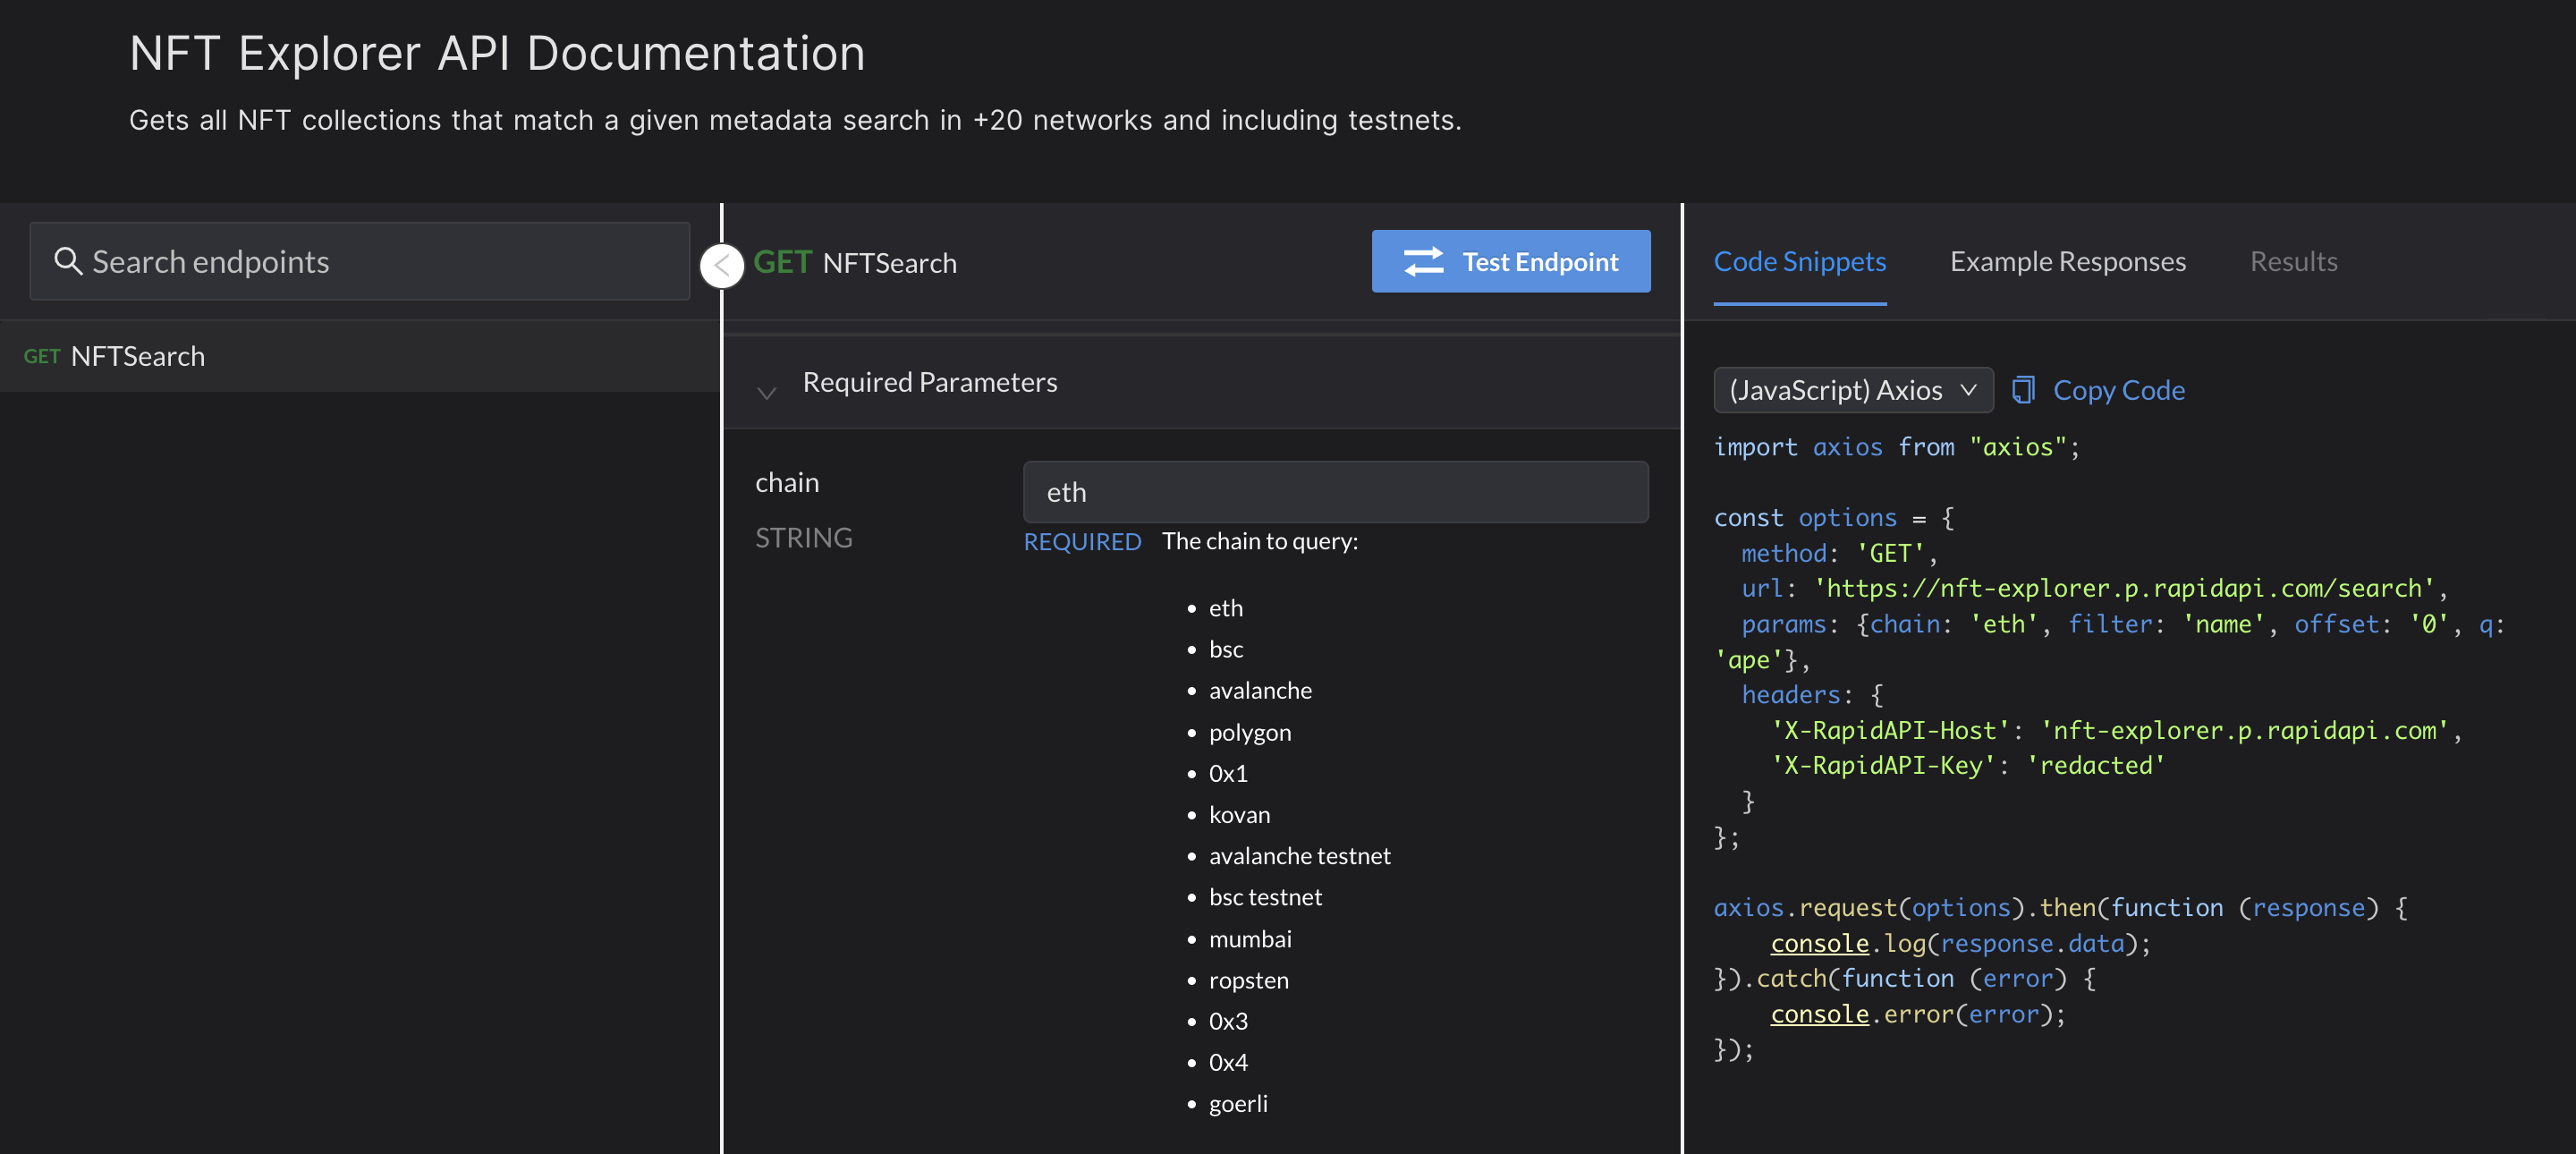 NFT Explorer API Documentation
Gets all NFT collections that match a given metadata search in +20 networks and including testnets.
Search endpoints
GET NFTSearch
GET NFTSearch
Test Endpoint
Required Parameters
chain
STRING
eth
REQUIRED The chain to query:
• eth
• bsc
• avalanche
• polygon
• 0x1
• kovan
• avalanche testnet
• bsc testnet
• mumbai
• ropsten
• 0x3
• 0x4
• goerli
Code Snippets
Example Responses
Results
(JavaScript) Axios
Copy Code
import axios from "axios";
const options = {
  method: 'GET',
  url: 'https://nft-explorer.p.rapidapi.com/search',
  params: {chain: 'eth', filter: 'name', offset: '0', q:
'ape'},
  headers: {
    'X-RapidAPI-Host': 'nft-explorer.p.rapidapi.com',
    'X-RapidAPI-Key': 'redacted'
  }
};
axios.request(options).then(function (response) {
    console.log(response.data);
}).catch(function (error) {
    console.error(error);
});